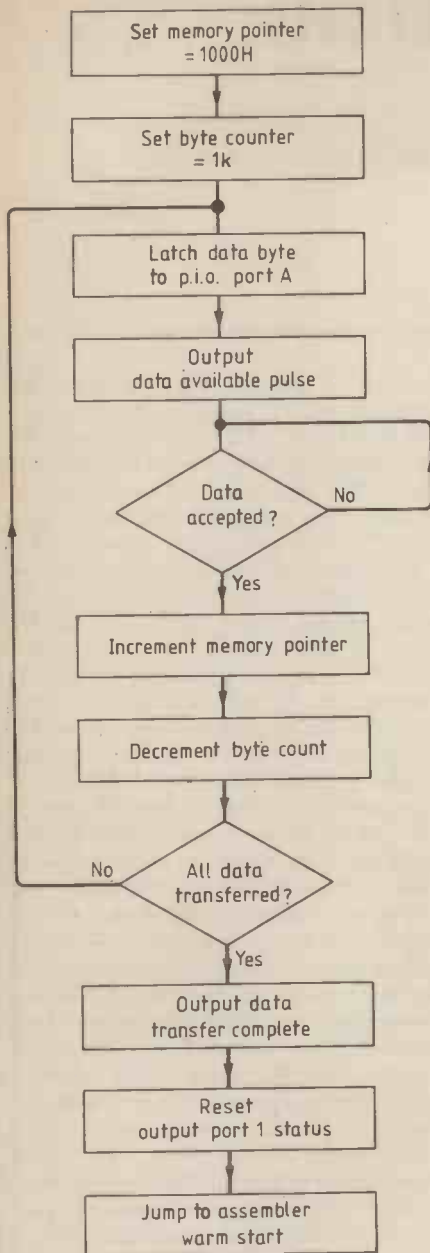 Set memory pointer
= 1000H
Set byte counter
= 1k
Latch data byte
to p.i.o. port A
Output
data available pulse
Data
accepted?
No
Yes
Increment memory pointer
Decrement byte count
No
All data
transferred?
Yes
Output data
transfer complete
Reset
output port 1 status
Jump to assembler
warm start